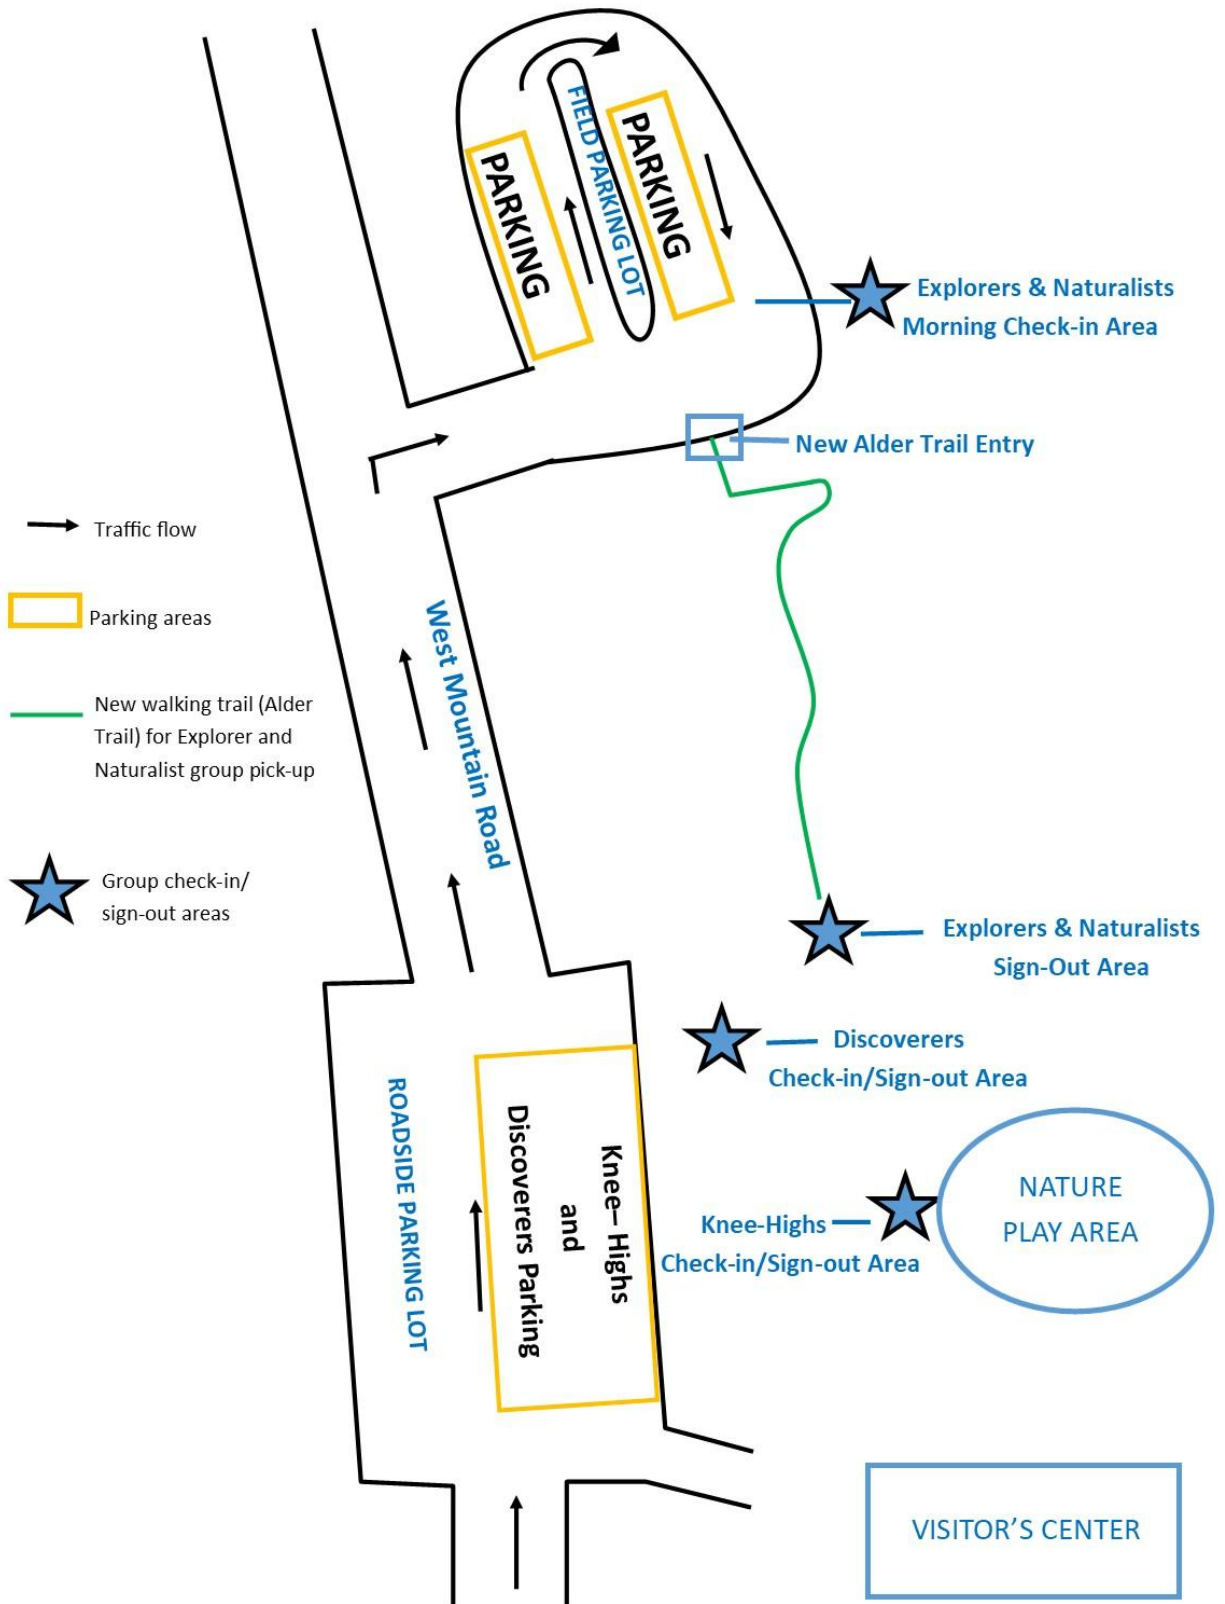 FIELD PARKING LOT
PARKING
PARKING
Explorers & Naturalists
Morning Check-in Area
New Alder Trail Entry
Traffic flow
Parking areas
West Mountain Road
New walking trail (Alder
Trail) for Explorer and
Naturalist group pick-up
Group check-in/
sign-out areas
Explorers & Naturalists
Sign-Out Area
Discoverers
Check-in/Sign-out Area
ROADSIDE PARKING LOT
Knee– Highs
and
Discoverers Parking
Knee-Highs
Check-in/Sign-out Area
NATURE
PLAY AREA
VISITOR’S CENTER